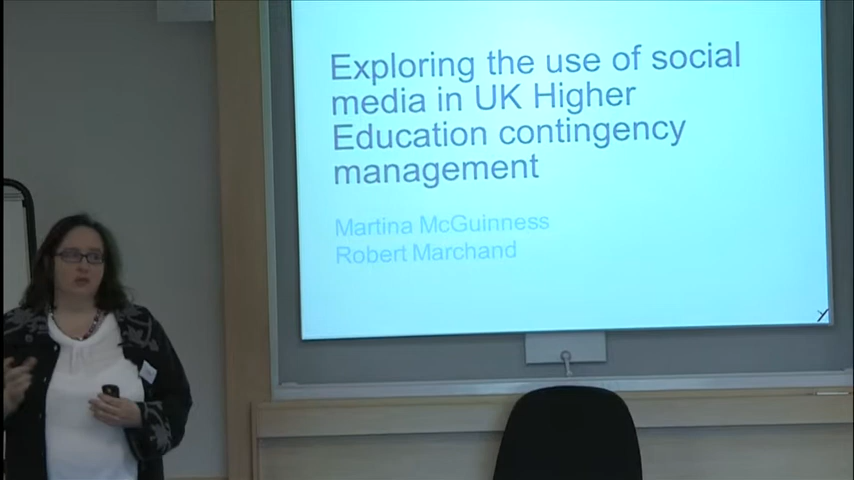 Exploring the use of social
media in UK Higher
Education contingency
management
Martina McGuinness
Robert Marchand